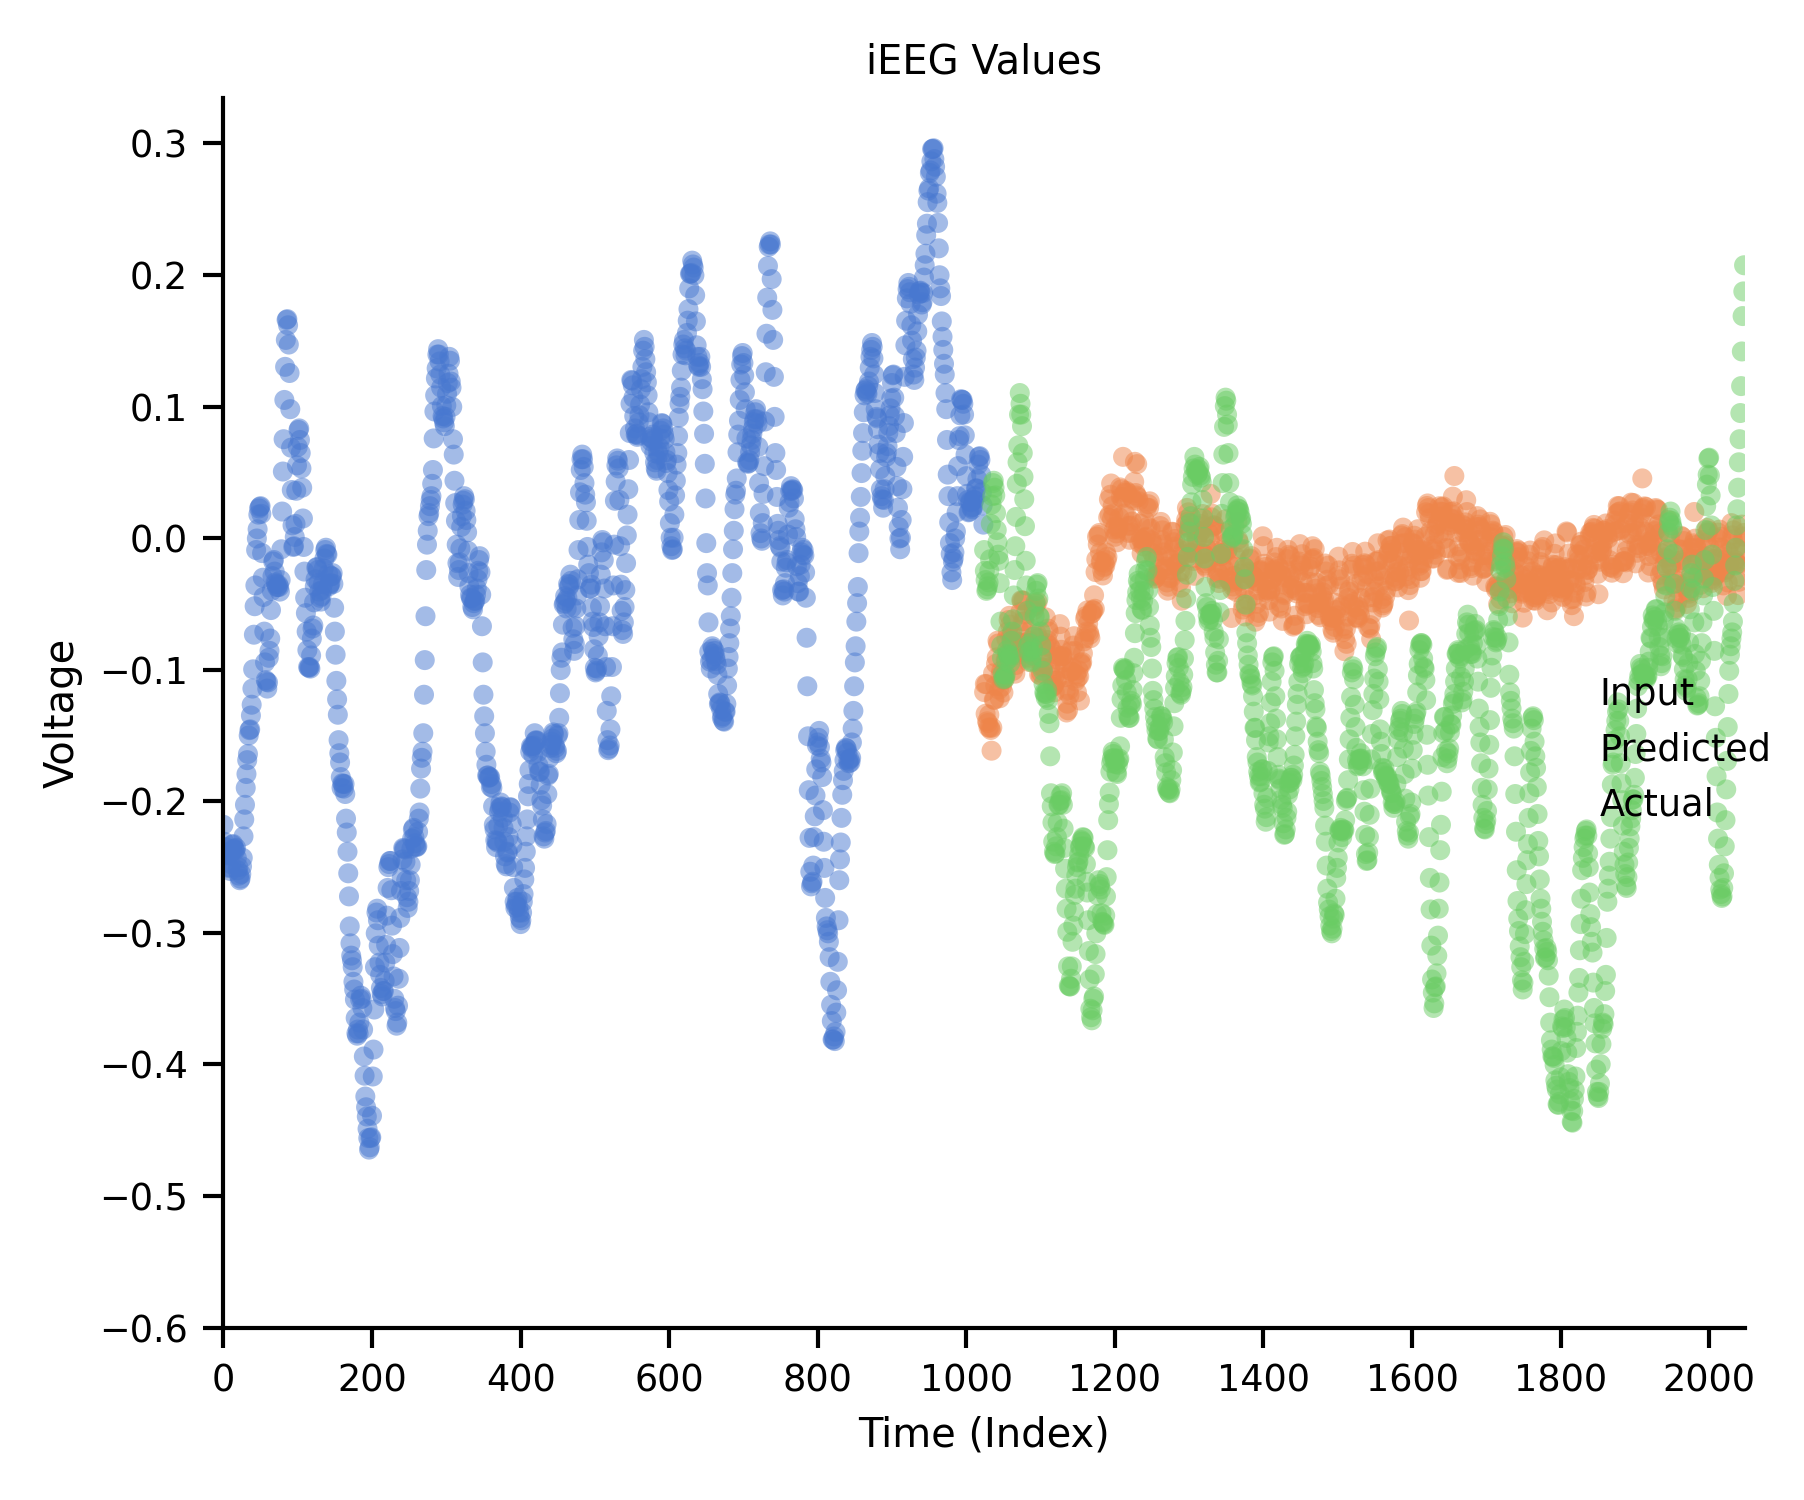 iEEG Values
0.3
0.2
0.1
0.0
−0.1
−0.2
−0.3
−0.4
−0.5
−0.6
Voltage
Input
Predicted
Actual
0 200 400 600 800 1000 1200 1400 1600 1800 2000
Time (Index)